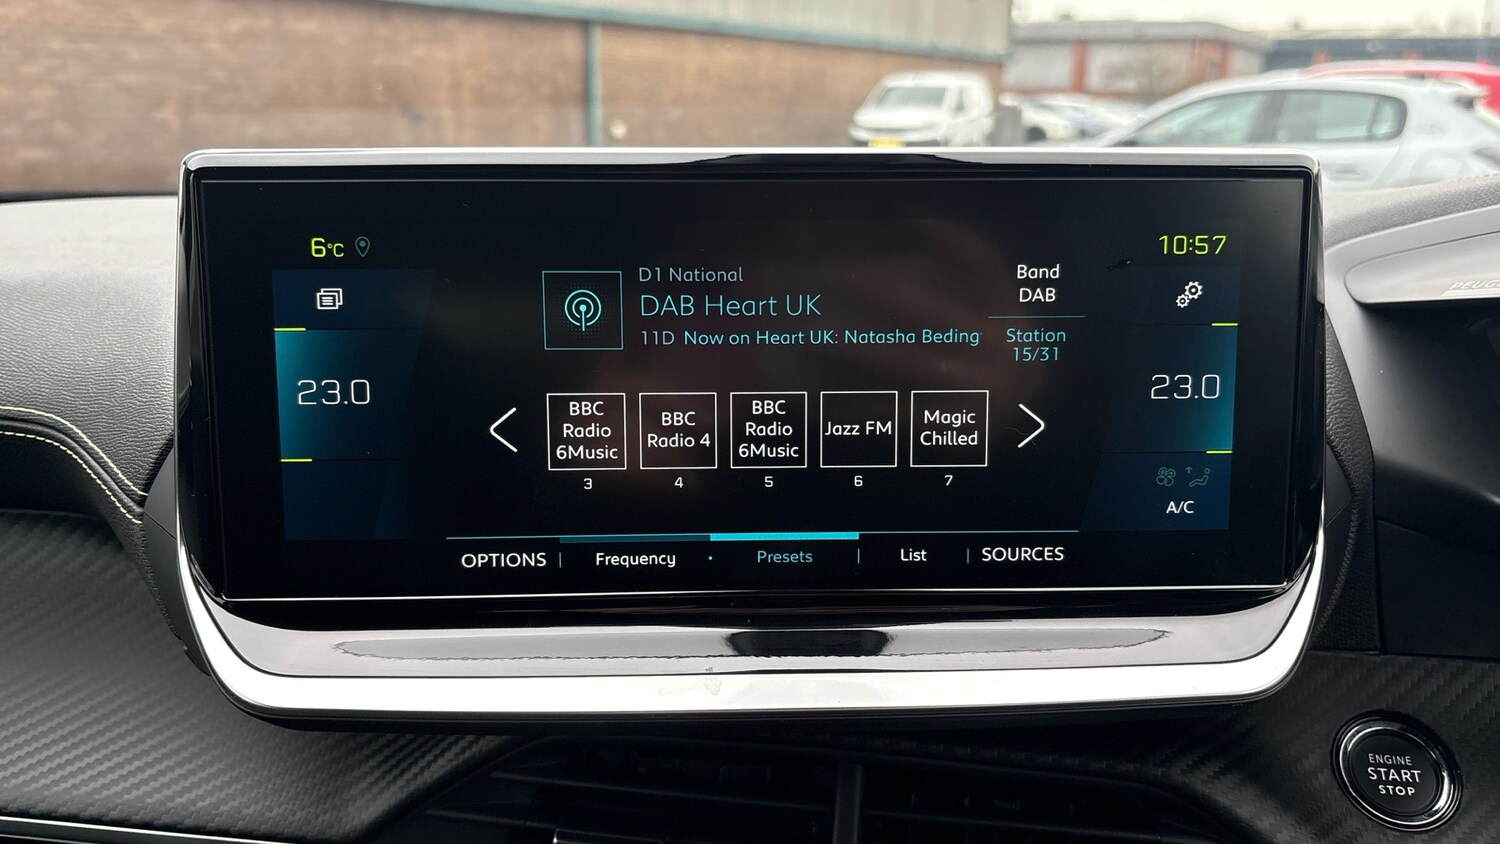 6°C
10:57
D1 National
DAB Heart UK
11D Now on Heart UK: Natasha Beding
Band
DAB
Station
15/31
23.0
23.0
BBC
Radio
6Music
BBC
Radio 4
BBC
Radio
6Music
Jazz FM
Magic
Chilled
3
4
5
6
7
A/C
OPTIONS
Frequency
Presets
List
SOURCES
ENGINE
START
STOP